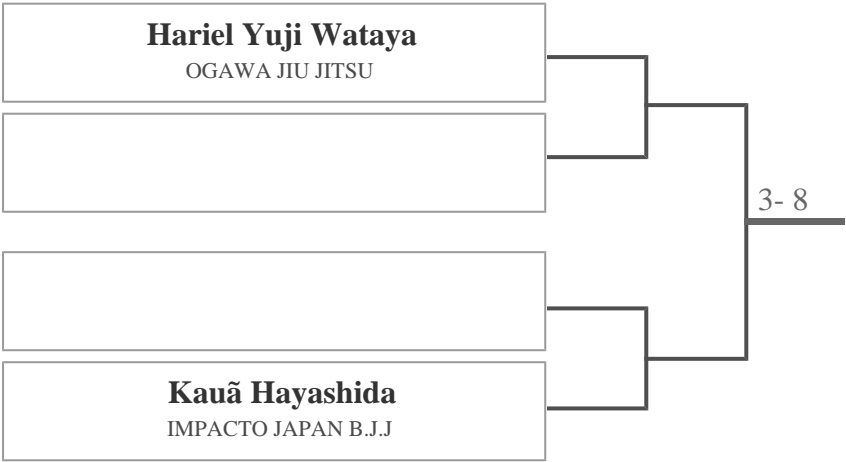 Hariel Yuji Wataya
OGAWA JIU JITSU
3- 8
Kauã Hayashida
IMPACTO JAPAN B.J.J